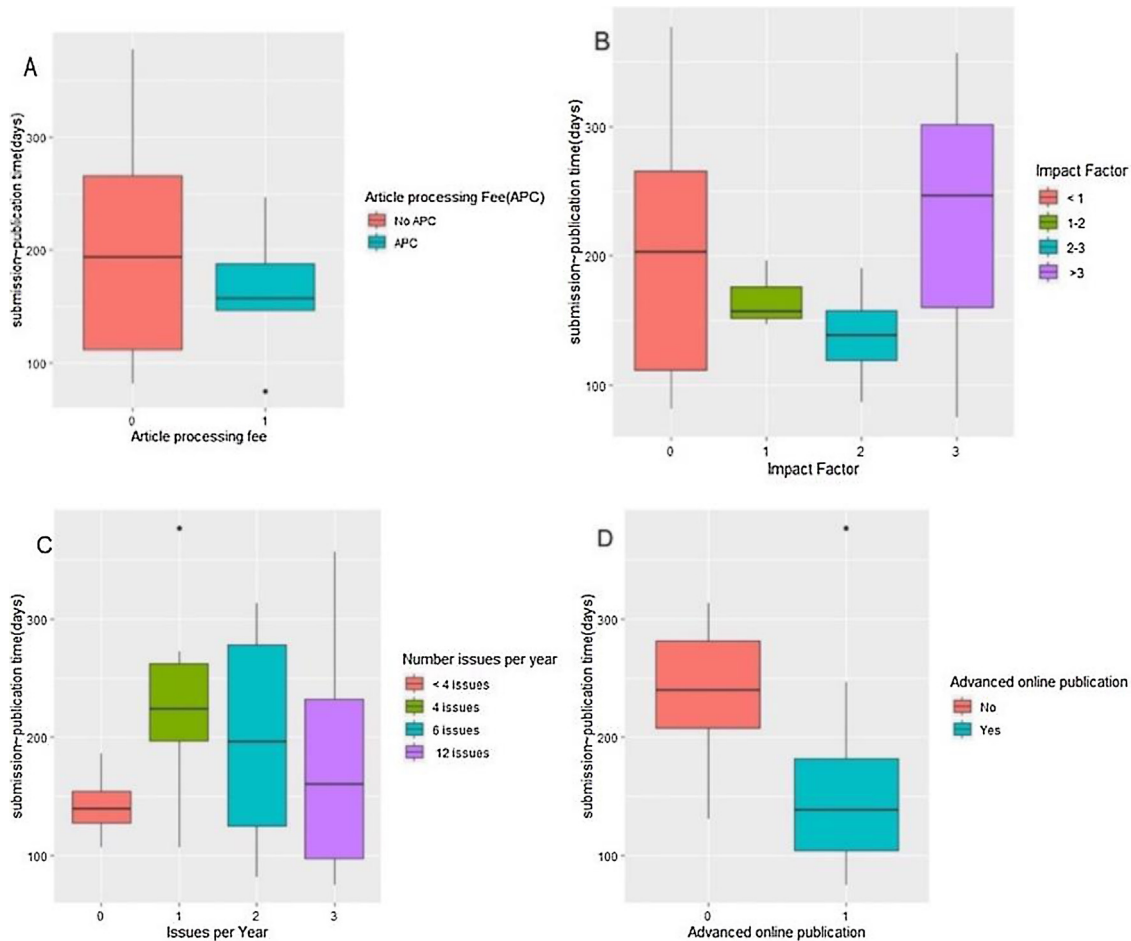 A
submission~publication time(days)
300
200
100
0 1
Article processing fee
Article processing Fee(APC)
No APC
APC
B
submission~publication time(days)
300
200
100
0 1 2 3
Impact Factor
Impact Factor
< 1
1-2
2-3
>3
C
submission~publication time(days)
300
200
100
0 1 2 3
Issues per Year
Number issues per year
< 4 issues
4 issues
6 issues
12 issues
D
submission~publication time(days)
300
200
100
0 1
Advanced online publication
Advanced online publication
No
Yes